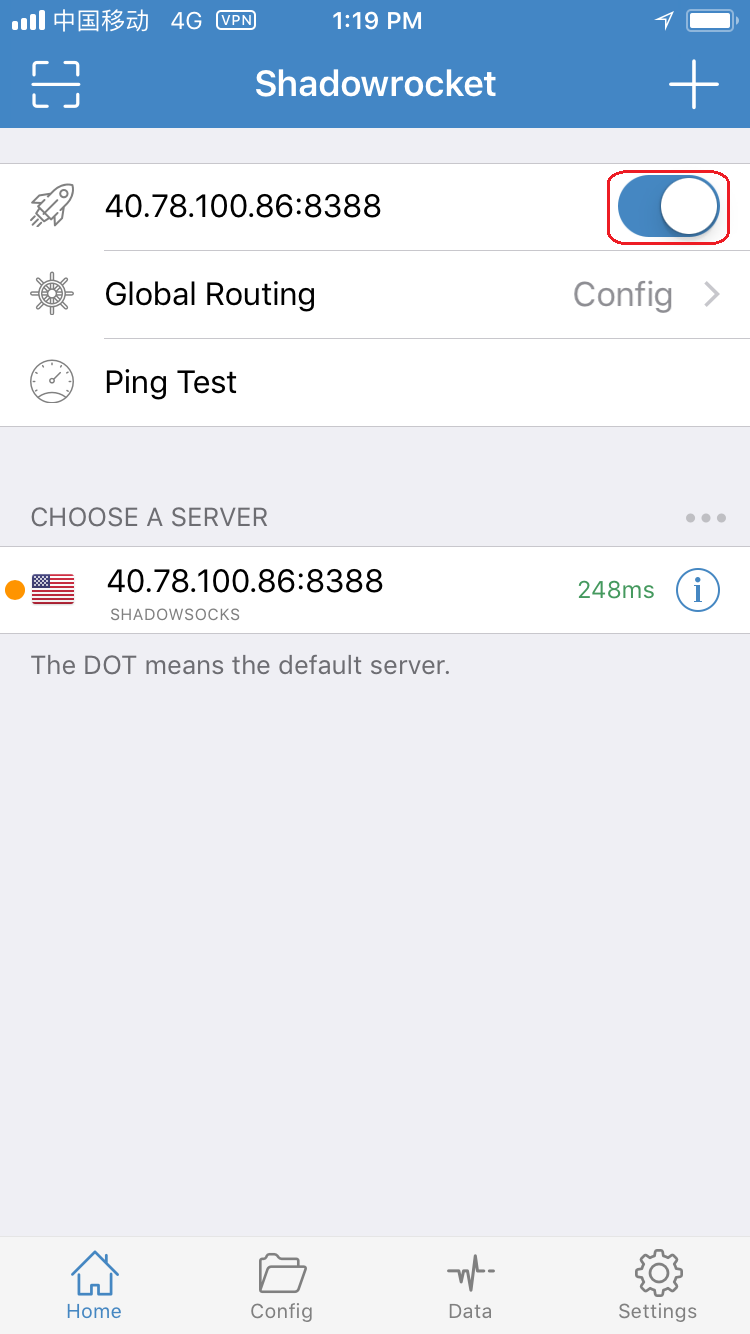 中国移动 4G VPN 1:19 PM
Shadowrocket
40.78.100.86:8388
Global Routing Config
Ping Test
CHOOSE A SERVER
40.78.100.86:8388 248ms i
SHADOWSOCKS
The DOT means the default server.
Home Config Data Settings